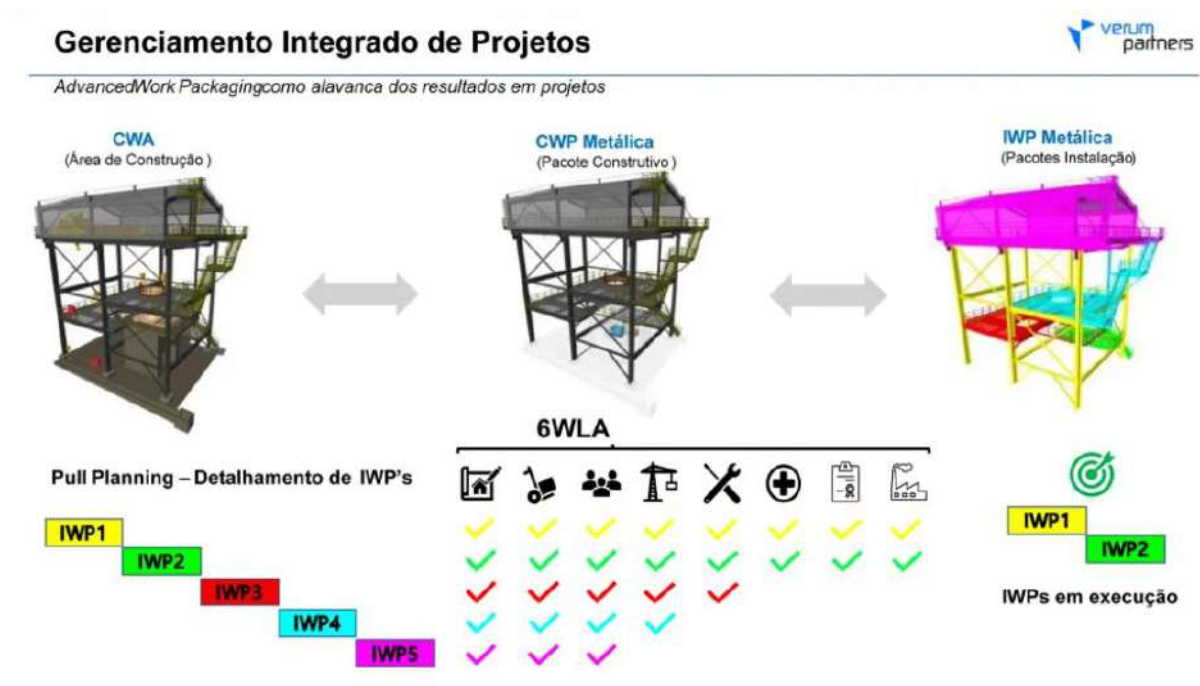 Gerenciamento Integrado de Projetos
verum
partners
AdvancedWork Packagingcomo alavanca dos resultados em projetos
CWA
(Área de Construção )
CWP Metálica
(Pacote Construtivo )
IWP Metálica
(Pacotes Instalação)
6WLA
Pull Planning – Detalhamento de IWP's
IWP1
IWP2
IWP3
IWP4
IWP5
IWP1
IWP2
IWPs em execução